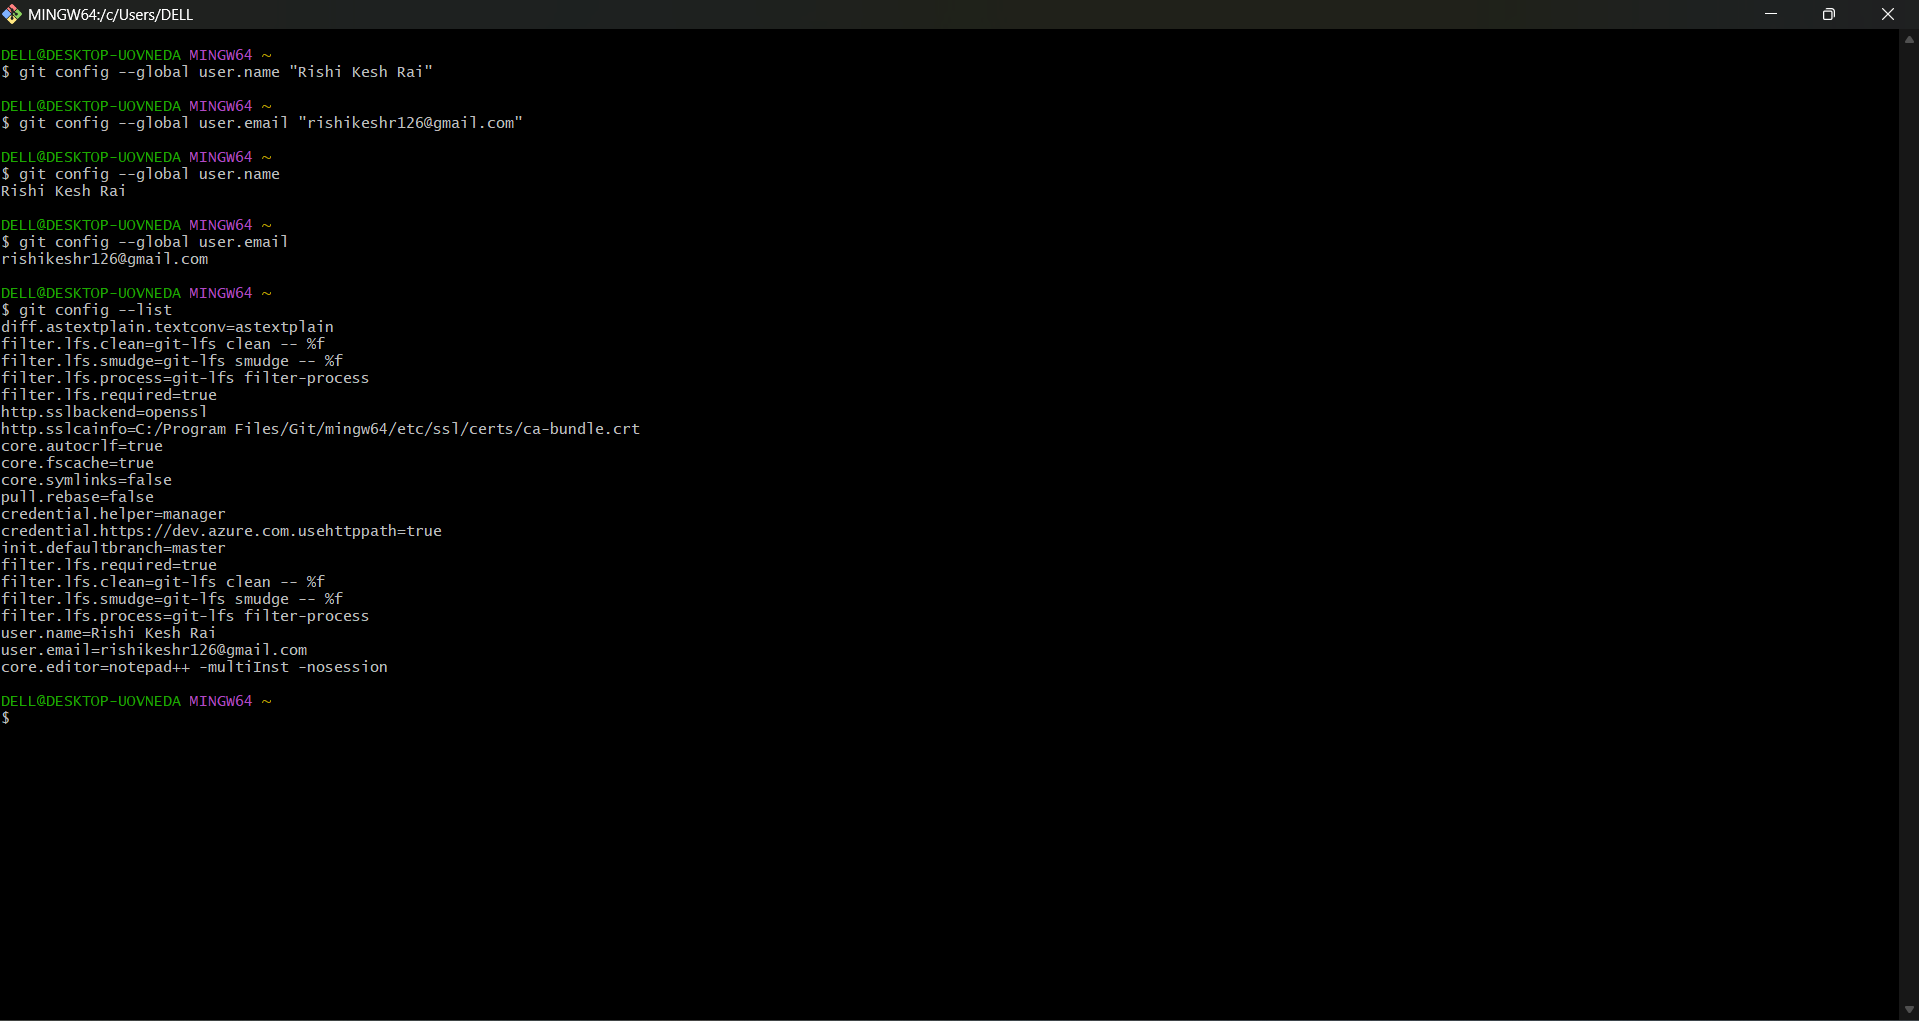 MINGW64:/c/Users/DELL
DELL@DESKTOP-UOVNEDA MINGW64 ~
$ git config --global user.name "Rishi Kesh Rai"
DELL@DESKTOP-UOVNEDA MINGW64 ~
$ git config --global user.email "rishikeshr126@gmail.com"
DELL@DESKTOP-UOVNEDA MINGW64 ~
$ git config --global user.name
Rishi Kesh Rai
DELL@DESKTOP-UOVNEDA MINGW64 ~
$ git config --global user.email
rishikeshr126@gmail.com
DELL@DESKTOP-UOVNEDA MINGW64 ~
$ git config --list
diff.astextplain.textconv=astextplain
filter.lfs.clean=git-lfs clean -- %f
filter.lfs.smudge=git-lfs smudge -- %f
filter.lfs.process=git-lfs filter-process
filter.lfs.required=true
http.sslbackend=openssl
http.sslcainfo=C:/Program Files/Git/mingw64/etc/ssl/certs/ca-bundle.crt
core.autocrlf=true
core.fscache=true
core.symlinks=false
pull.rebase=false
credential.helper=manager
credential.https://dev.azure.com.usehttppath=true
init.defaultbranch=master
filter.lfs.required=true
filter.lfs.clean=git-lfs clean -- %f
filter.lfs.smudge=git-lfs smudge -- %f
filter.lfs.process=git-lfs filter-process
user.name=Rishi Kesh Rai
user.email=rishikeshr126@gmail.com
core.editor=notepad++ -multiInst -nosession
DELL@DESKTOP-UOVNEDA MINGW64 ~
$